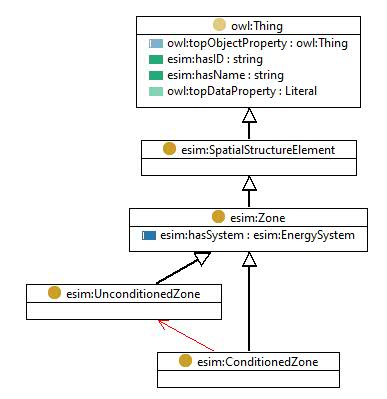 owl:Thing
owl:topObjectProperty : owl:Thing
esim:hasID : string
esim:hasName : string
owl:topDataProperty : Literal
esim:SpatialStructureElement
esim:Zone
esim:hasSystem : esim:EnergySystem
esim:UnconditionedZone
esim:ConditionedZone